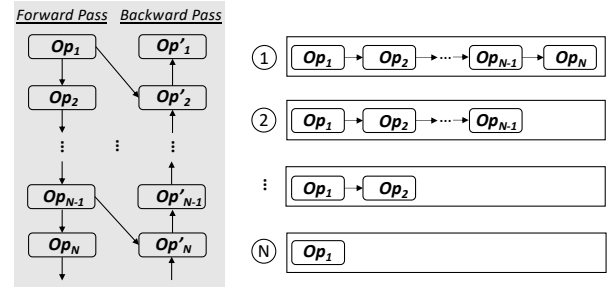 Forward Pass Backward Pass
Op1 Op'1
Op2 Op'2
... ... ...
OpN-1 Op'N-1
OpN Op'N
1 Op1 Op2 ... OpN-1 OpN
2 Op1 Op2 ... OpN-1
... Op1 Op2
N Op1